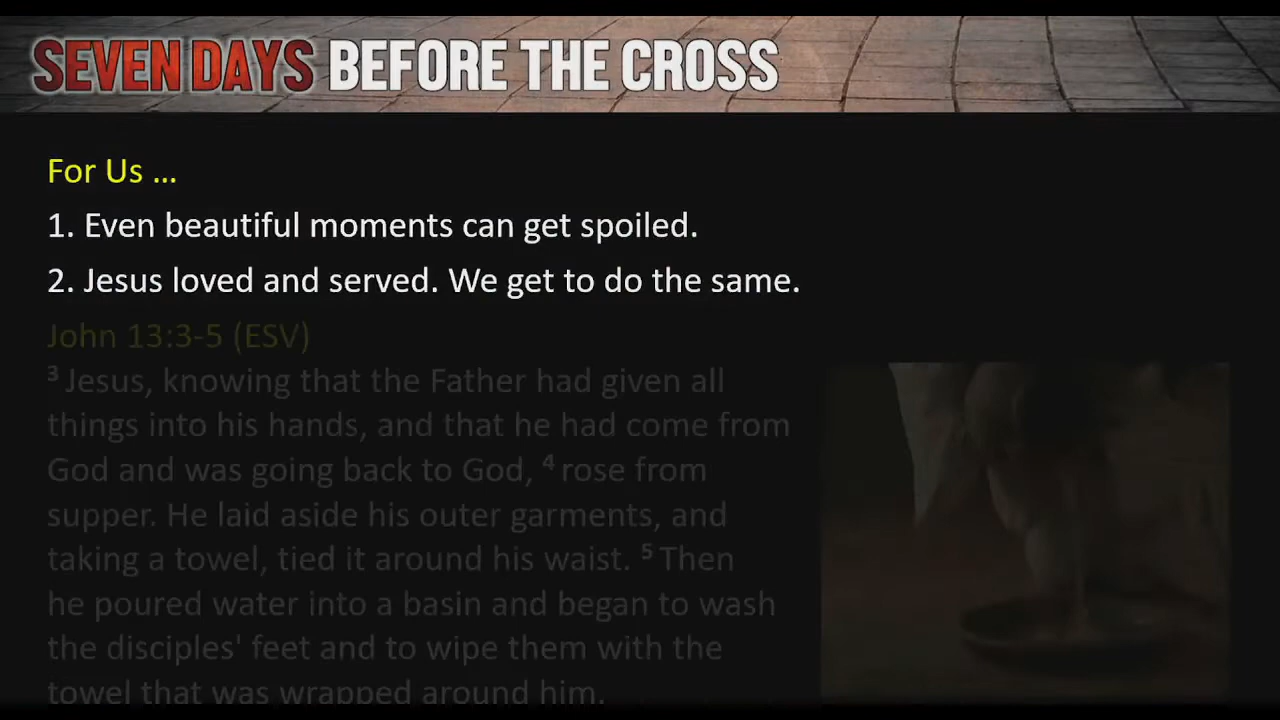 SEVEN DAYS BEFORE THE CROSS
For Us ...
1. Even beautiful moments can get spoiled.
2. Jesus loved and served. We get to do the same.
John 13:3-5 (ESV)
³ Jesus, knowing that the Father had given all
things into his hands, and that he had come from
God and was going back to God, ⁴ rose from
supper. He laid aside his outer garments, and
taking a towel, tied it around his waist. ⁵ Then
he poured water into a basin and began to wash
the disciples' feet and to wipe them with the
towel that was wrapped around him.